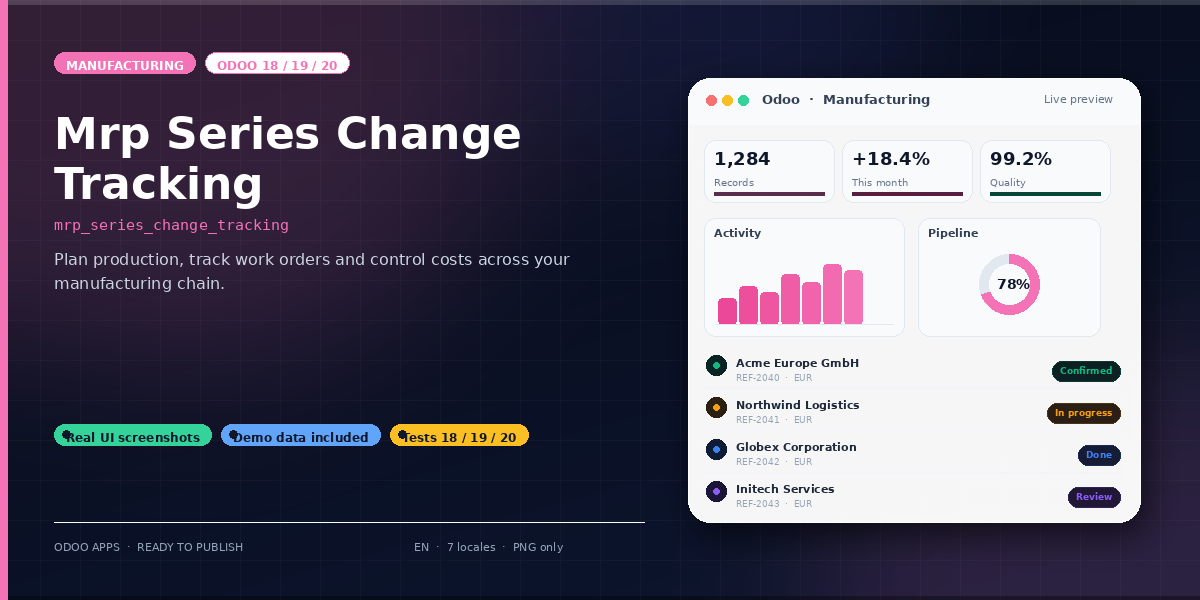 MANUFACTURING
ODOO 18 / 19 / 20
Mrp Series Change
Tracking
mrp_series_change_tracking
Plan production, track work orders and control costs across your
manufacturing chain.
Real UI screenshots
Demo data included
Tests 18 / 19 / 20
ODOO APPS · READY TO PUBLISH
EN · 7 locales · PNG only
Odoo · Manufacturing
Live preview
1,284
Records
+18.4%
This month
99.2%
Quality
Activity
Pipeline
78%
Acme Europe GmbH
REF-2040 · EUR
Confirmed
Northwind Logistics
REF-2041 · EUR
In progress
Globex Corporation
REF-2042 · EUR
Done
Initech Services
REF-2043 · EUR
Review